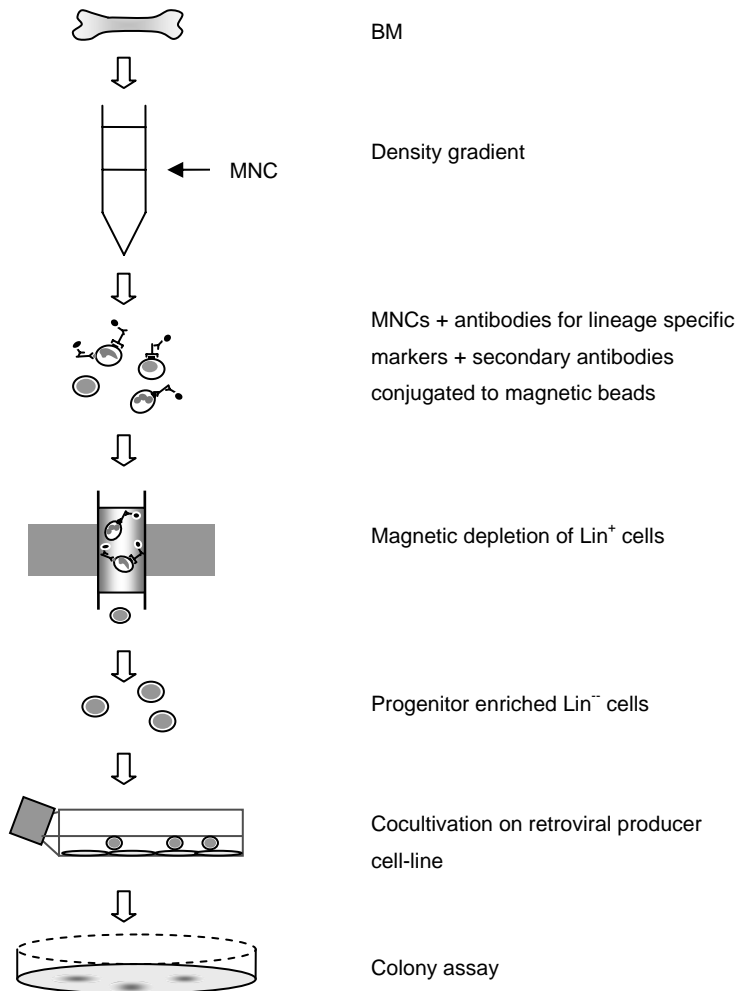 BM
Density gradient
MNC
MNCs + antibodies for lineage specific
markers + secondary antibodies
conjugated to magnetic beads
Magnetic depletion of Lin⁺ cells
Progenitor enriched Lin⁻⁻ cells
Cocultivation on retroviral producer
cell-line
Colony assay